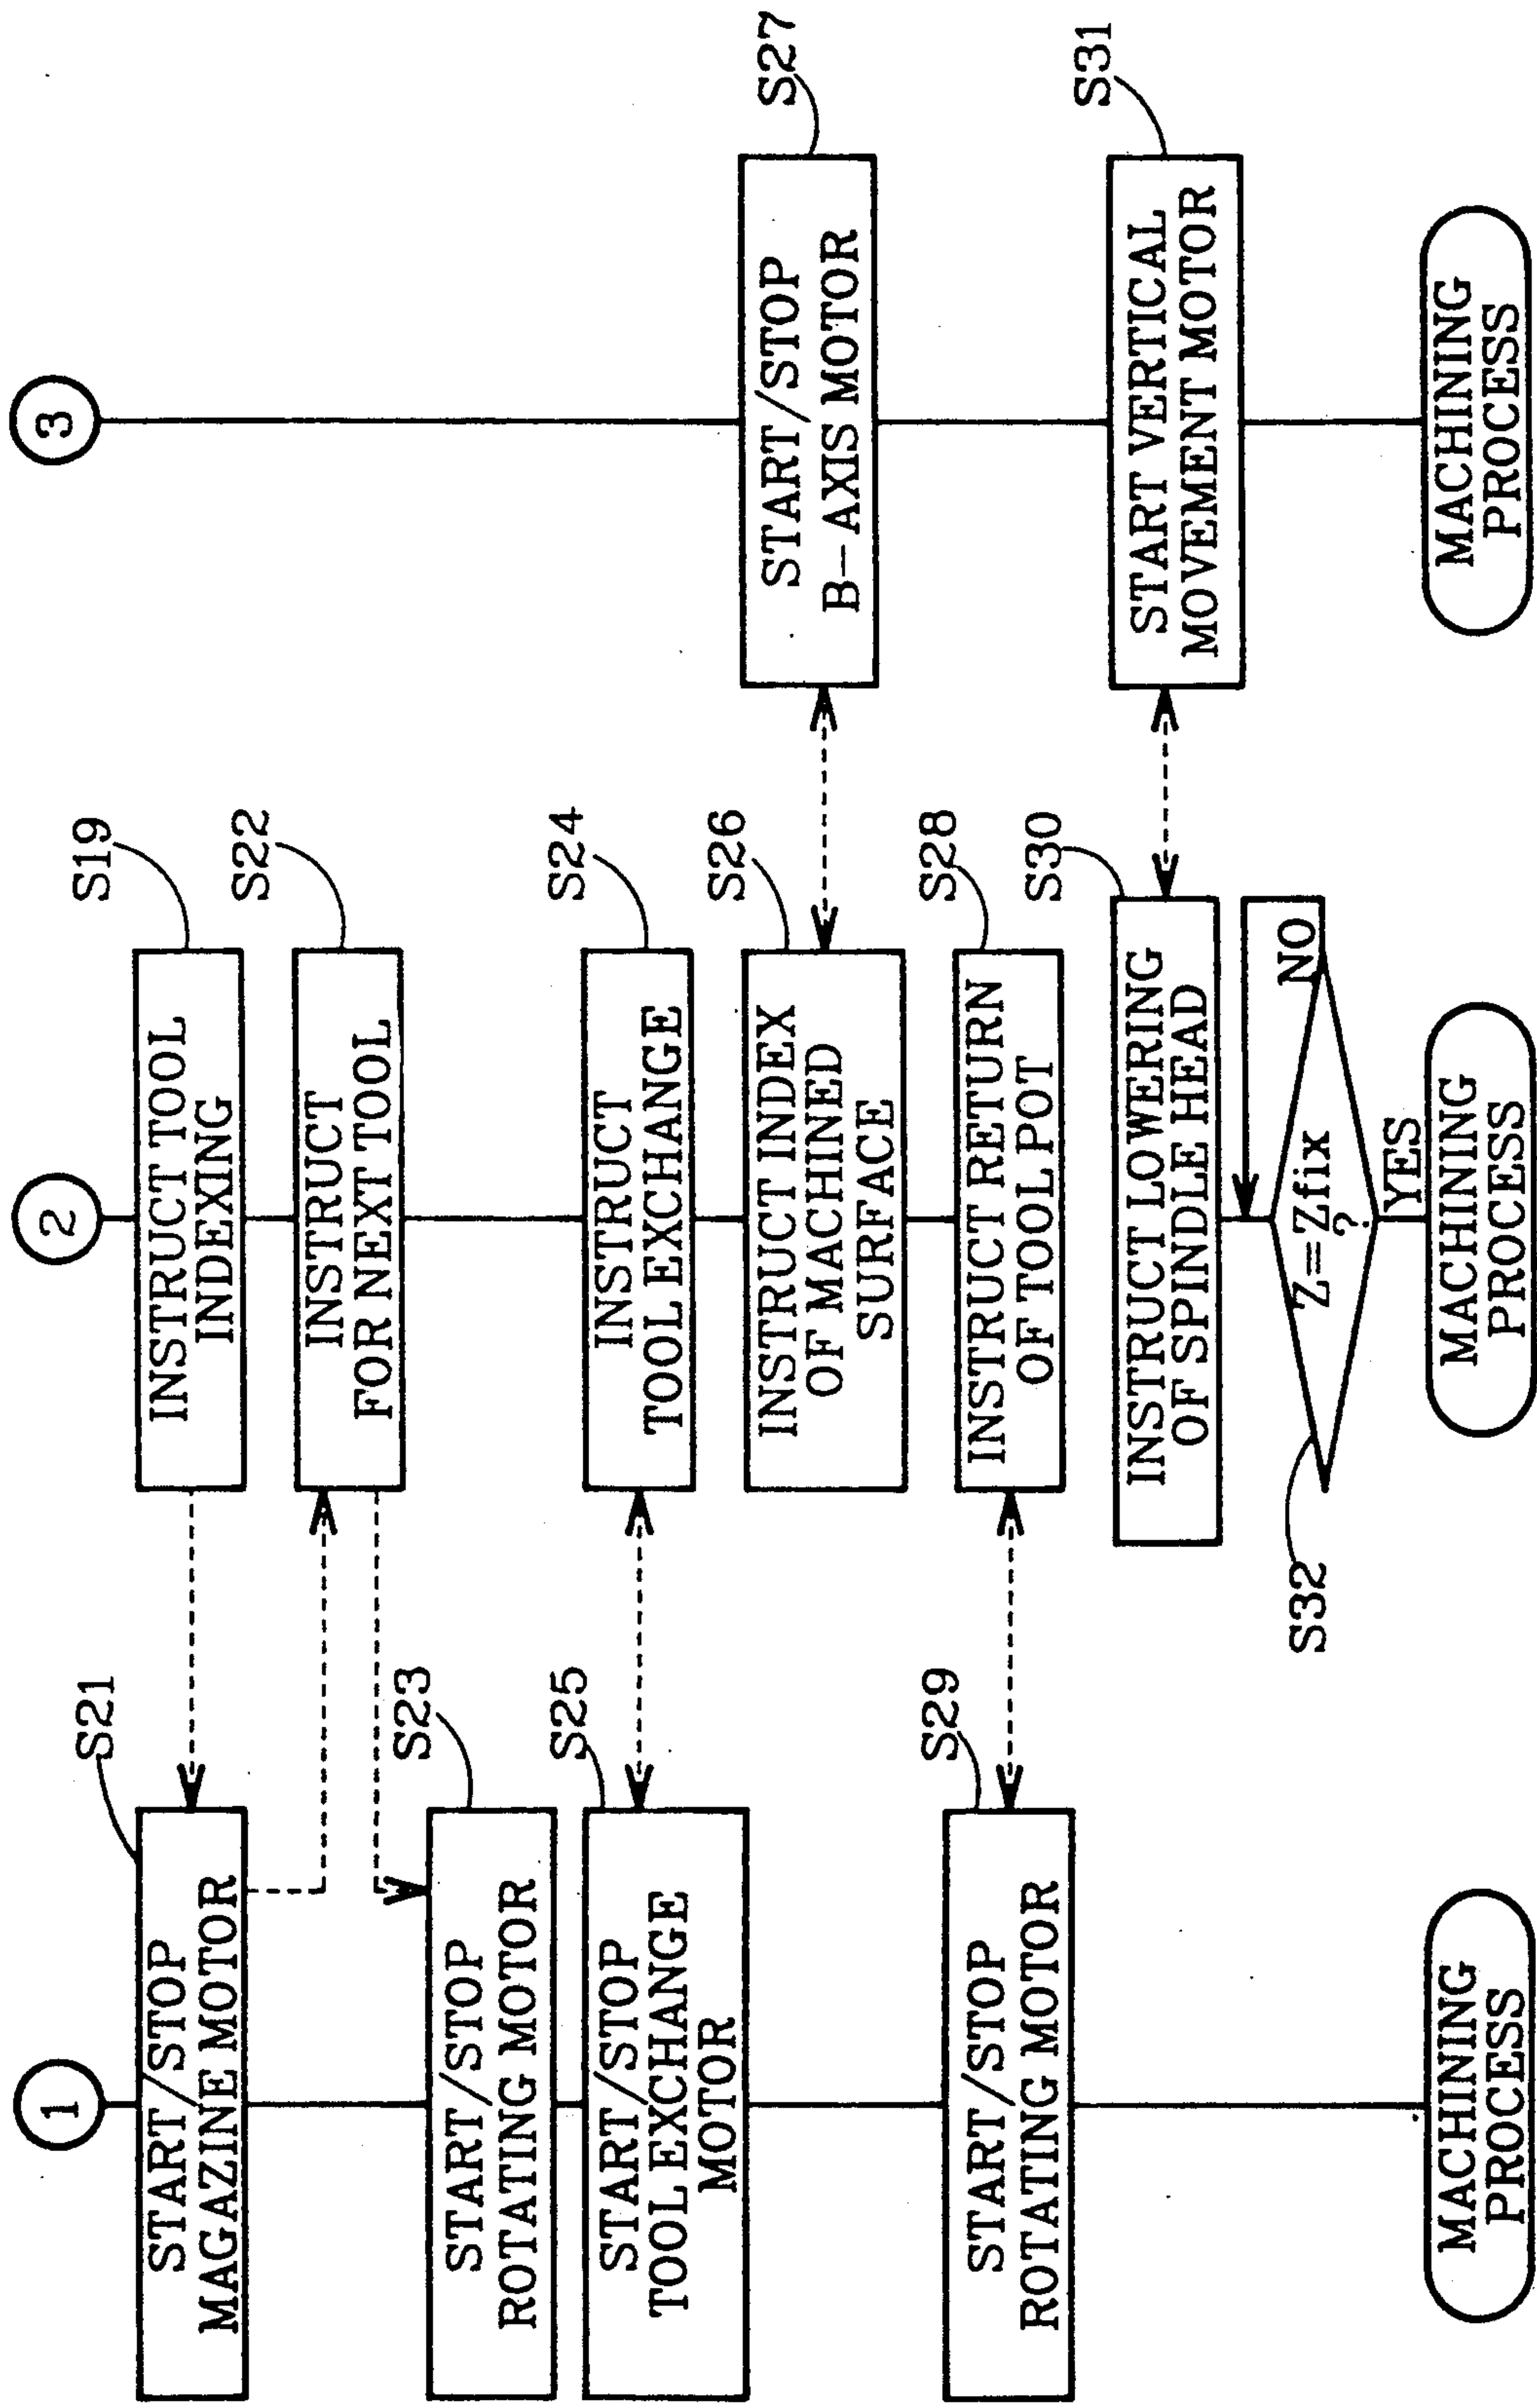 1
S21
START/STOP
MAGAZINE MOTOR
S23
START/STOP
ROTATING MOTOR
S25
START/STOP
TOOL EXCHANGE
MOTOR
S29
START/STOP
ROTATING MOTOR
MACHINING
PROCESS
2
S19
INSTRUCT TOOL
INDEXING
S22
INSTRUCT
FOR NEXT TOOL
S24
INSTRUCT
TOOL EXCHANGE
S26
INSTRUCT INDEX
OF MACHINED
SURFACE
S28
INSTRUCT RETURN
OF TOOL POT
S30
INSTRUCT LOWERING
OF SPINDLE HEAD
S32
Z=Zfix
?
NO
YES
MACHINING
PROCESS
3
S27
START/STOP
B-AXIS MOTOR
S31
START VERTICAL
MOVEMENT MOTOR
MACHINING
PROCESS